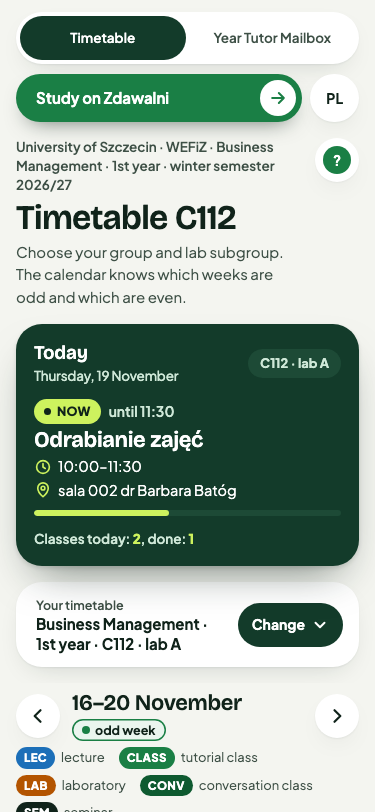 Timetable
Year Tutor Mailbox
Study on Zdawalni
PL
University of Szczecin · WEFiZ · Business
Management · 1st year · winter semester
2026/27
?
Timetable C112
Choose your group and lab subgroup.
The calendar knows which weeks are
odd and which are even.
Today
Thursday, 19 November
C112 · lab A
NOW until 11:30
Odrabianie zajęć
10:00–11:30
sala 002 dr Barbara Batóg
Classes today: 2, done: 1
Your timetable
Business Management ·
1st year · C112 · lab A
Change
16–20 November
odd week
LEC lecture CLASS tutorial class
LAB laboratory CONV conversation class
SEM seminar